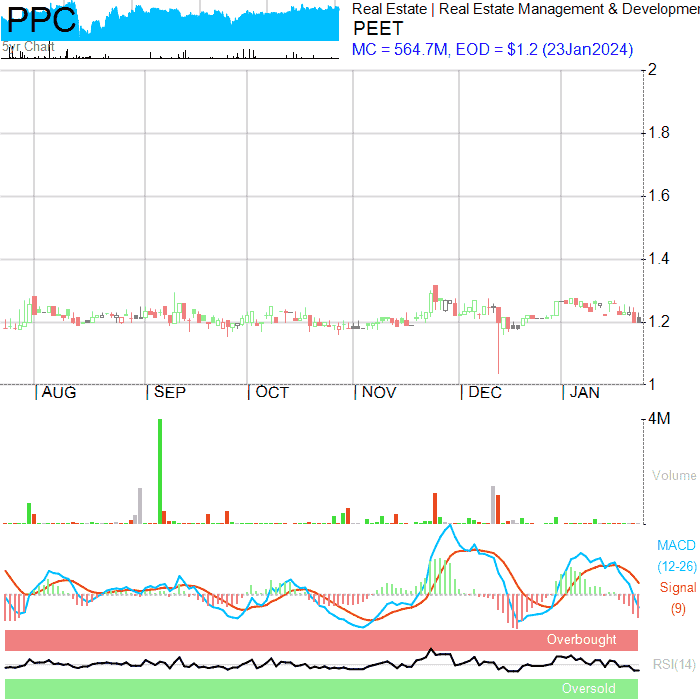 PPC
5yr Chart
Real Estate | Real Estate Management & Developmen
PEET
MC = 564.7M, EOD = $1.2 (23Jan2024)
2
1.8
1.6
1.4
1.2
1
| AUG | SEP | OCT | NOV | DEC | JAN
4M
Volume
MACD
(12-26)
Signal
(9)
Overbought
RSI(14)
Oversold